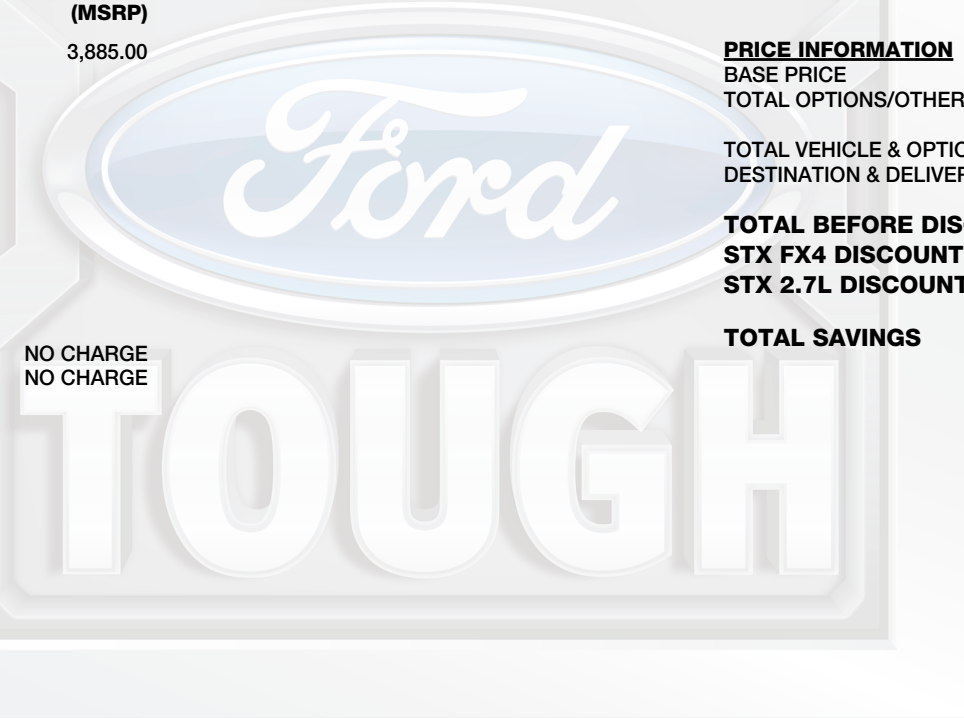 (MSRP)
3,885.00
NO CHARGE
NO CHARGE
PRICE INFORMATION
BASE PRICE
TOTAL OPTIONS/OTHER
TOTAL VEHICLE & OPTIO
DESTINATION & DELIVER
TOTAL BEFORE DIS
STX FX4 DISCOUNT
STX 2.7L DISCOUNT
TOTAL SAVINGS
Ford
TOUGH